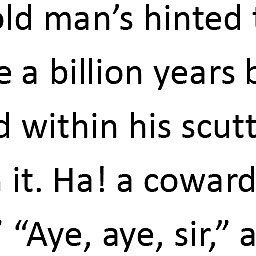 old man’s hinted
a billion years
within his scutt
it. Ha! a coward
“Aye, aye, sir,” a